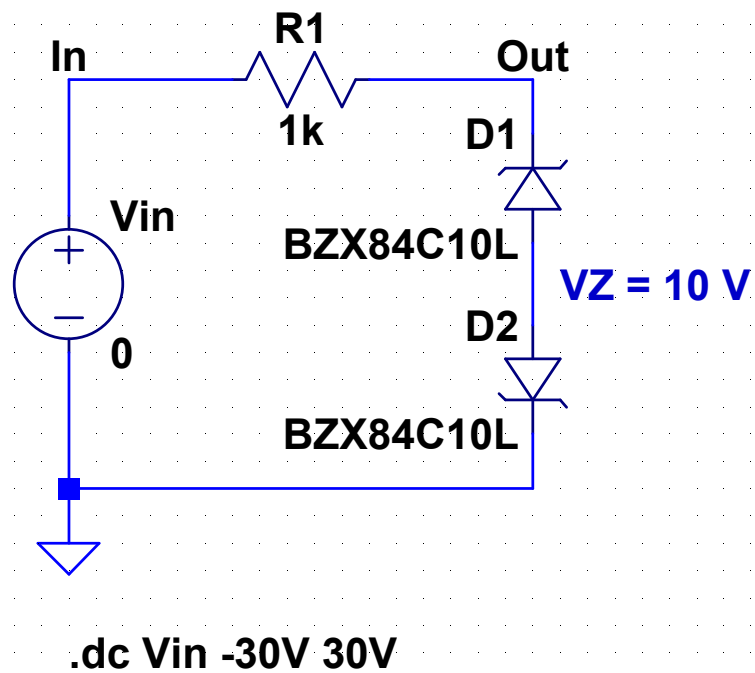 R1
In
Out
1k
D1
Vin
BZX84C10L
VZ = 10 V
D2
0
BZX84C10L
.dc Vin -30V 30V